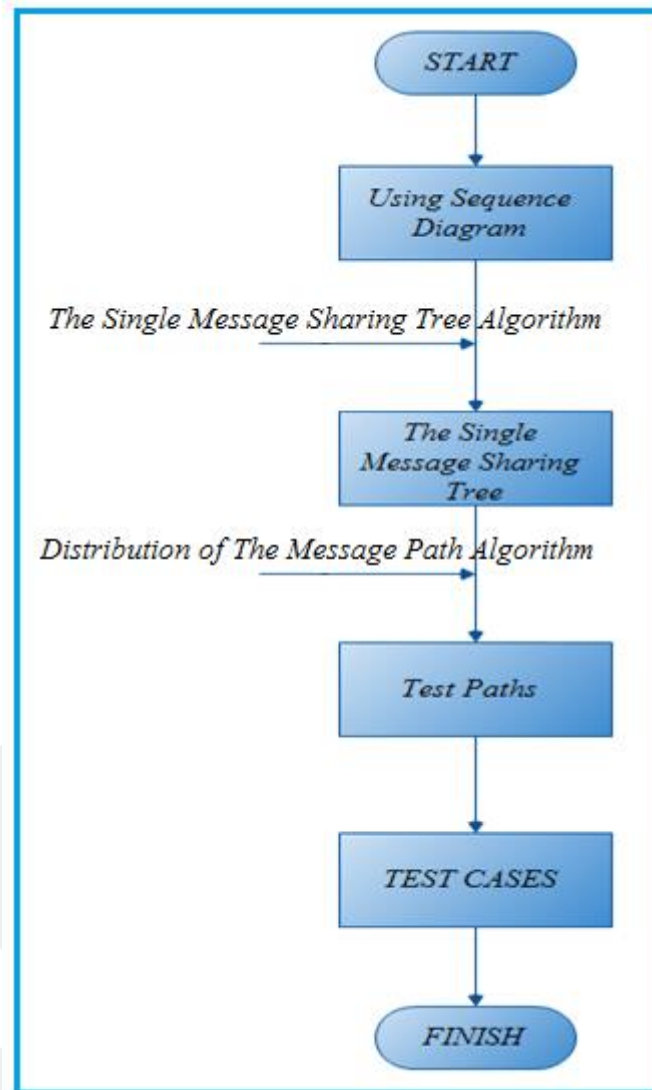 START
Using Sequence
Diagram
The Single Message Sharing Tree Algorithm
The Single
Message Sharing
Tree
Distribution of The Message Path Algorithm
Test Paths
TEST CASES
FINISH